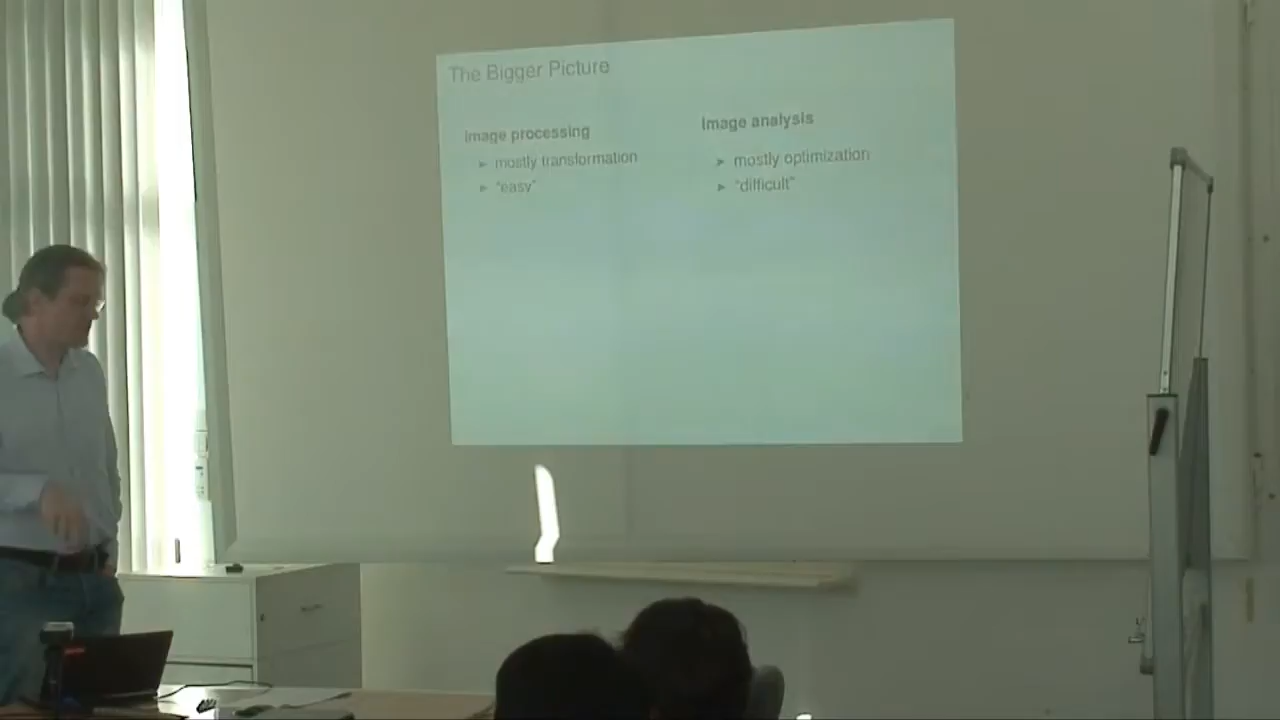 The Bigger Picture
Image processing
➤ mostly transformation
➤ “easy”
Image analysis
➤ mostly optimization
➤ “difficult”